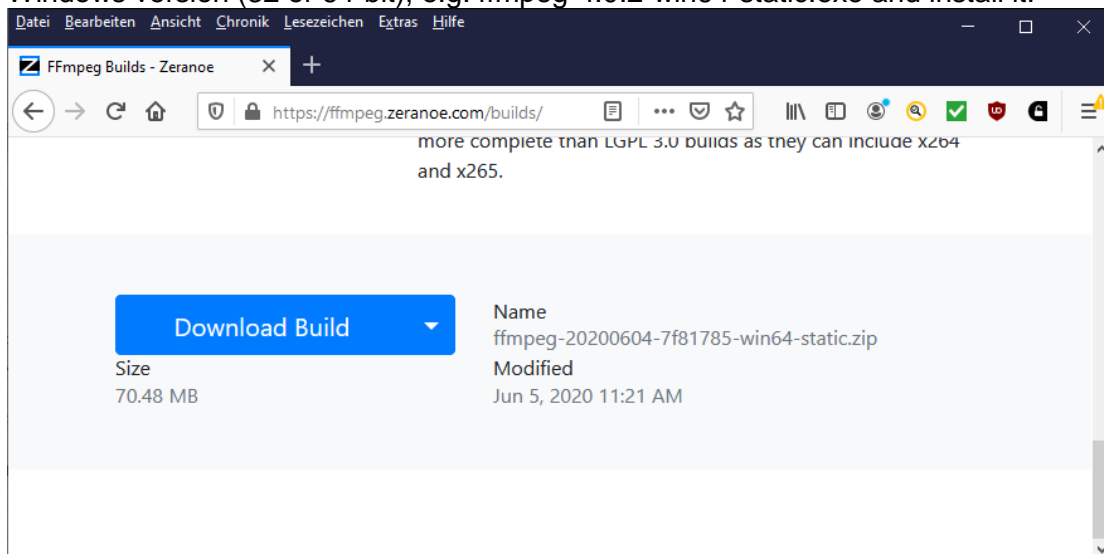 Datei Bearbeiten Ansicht Chronik Lesezeichen Extras Hilfe
FFmpeg Builds - Zeranoe
https://ffmpeg.zeranoe.com/builds/
more complete than LGPL 3.0 builds as they can include x264
and x265.
Download Build
Name
ffmpeg-20200604-7f81785-win64-static.zip
Size
Modified
70.48 MB
Jun 5, 2020 11:21 AM